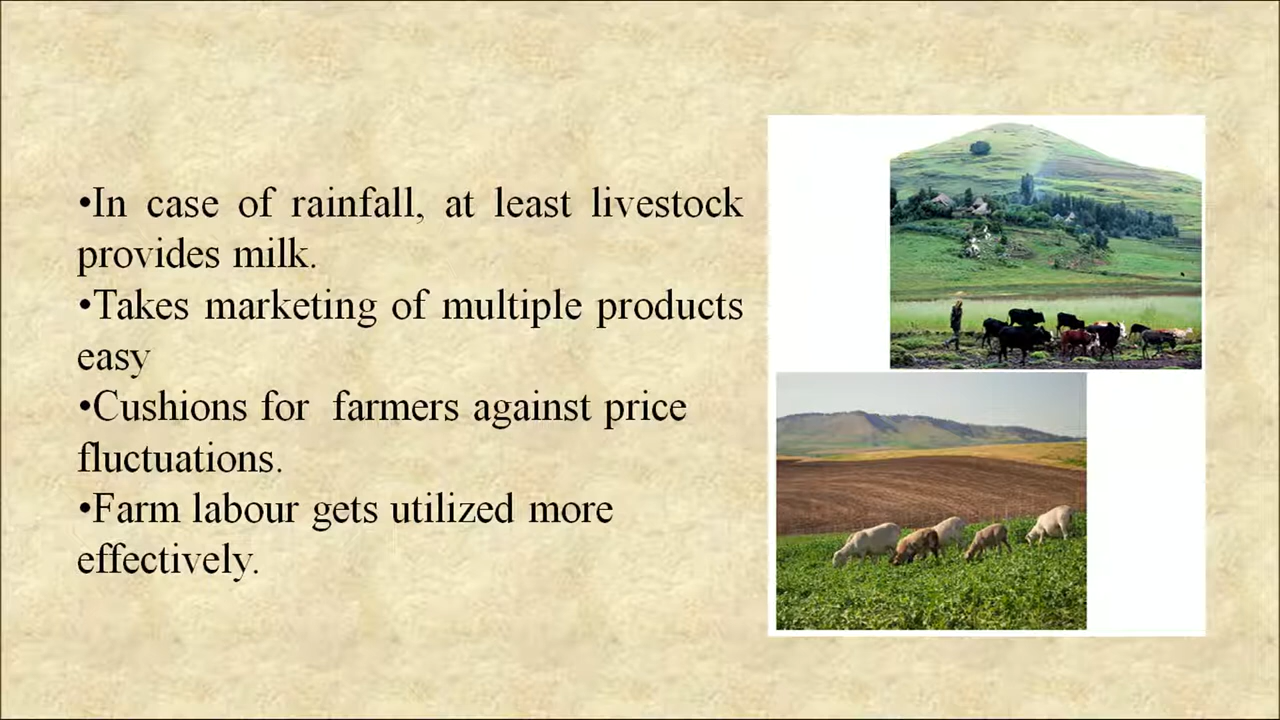 •In case of rainfall, at least livestock
provides milk.
•Takes marketing of multiple products
easy
•Cushions for farmers against price
fluctuations.
•Farm labour gets utilized more
effectively.